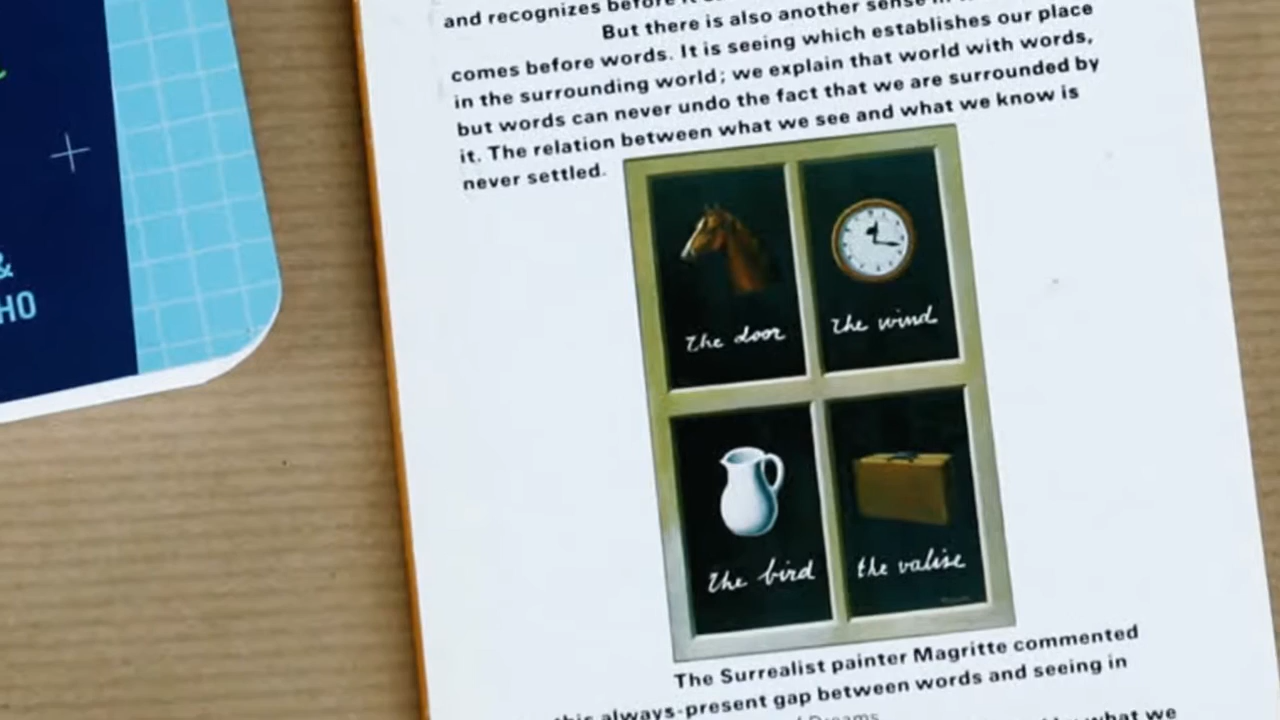 &
HO
and recognizes before it
But there is also another sense in
comes before words. It is seeing which establishes our place
in the surrounding world; we explain that world with words,
but words can never undo the fact that we are surrounded by
it. The relation between what we see and what we know is
never settled.
the door
the wind
the bird
the valise
The Surrealist painter Magritte commented
this always-present gap between words and seeing in
Dreams
what we